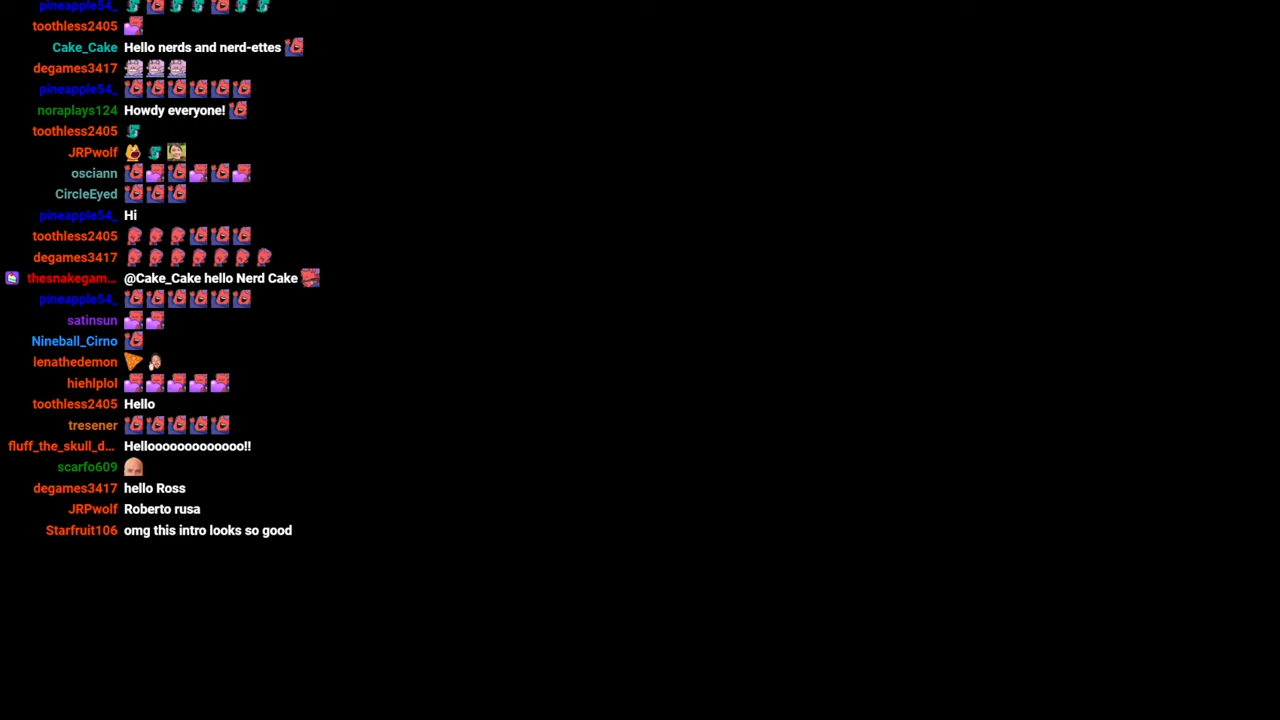 pineapple54_
toothless2405
Cake_Cake Hello nerds and nerd-ettes
degames3417
pineapple54_
noraplays124 Howdy everyone!
toothless2405
JRPwolf
osciann
CircleEyed
pineapple54_ Hi
toothless2405
degames3417
thesnakegam... @Cake_Cake hello Nerd Cake
pineapple54_
satinsun
Nineball_Cirno
lenathedemon
hiehlplol
toothless2405 Hello
tresener
fluff_the_skull_d... Hellooooooooooooo!!
scarfo609
degames3417 hello Ross
JRPwolf Roberto rusa
Starfruit106 omg this intro looks so good